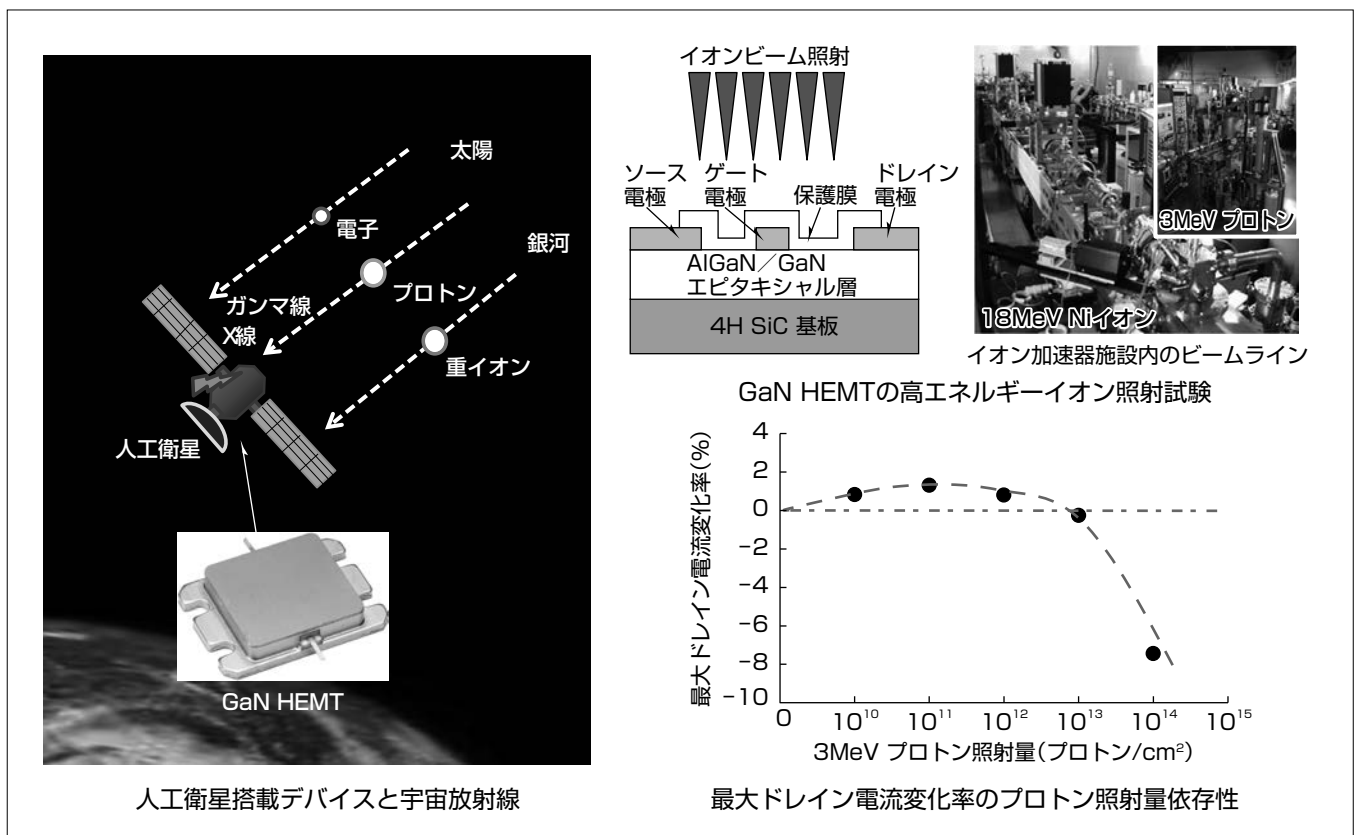 太陽
電子
銀河
プロトン
ガンマ線
X線
重イオン
人工衛星
GaN HEMT
人工衛星搭載デバイスと宇宙放射線
イオンビーム照射
ソース
電極
ゲート
電極
保護膜
ドレイン
電極
AlGaN/GaN
エピタキシャル層
4H SiC 基板
3MeV プロトン
18MeV Niイオン
イオン加速器施設内のビームライン
GaN HEMTの高エネルギーイオン照射試験
最大ドレイン電流変化率(%)
4
2
0
−2
−4
−6
−8
−10
0 10¹⁰ 10¹¹ 10¹² 10¹³ 10¹⁴ 10¹⁵
3MeV プロトン照射量(プロトン/cm²)
最大ドレイン電流変化率のプロトン照射量依存性